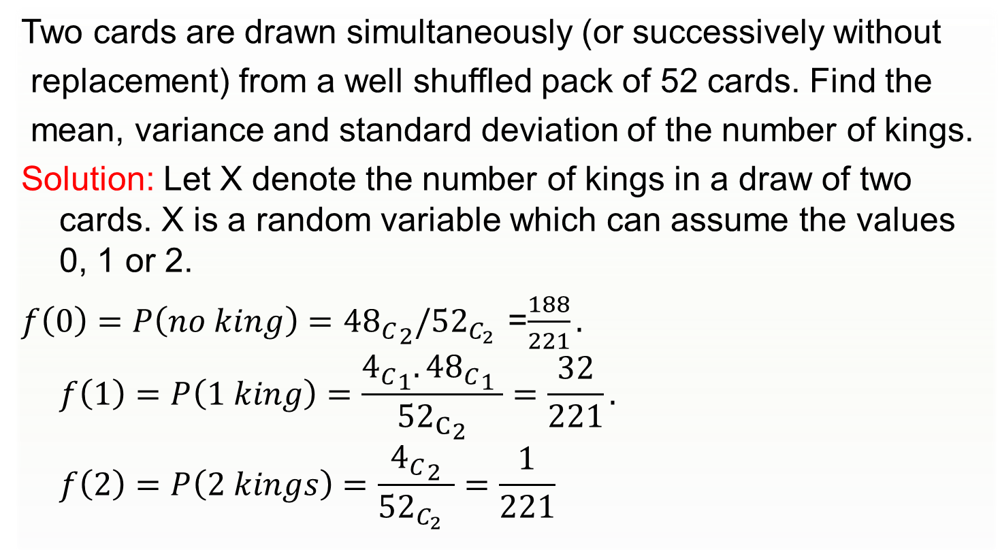 Two cards are drawn simultaneously (or successively without
replacement) from a well shuffled pack of 52 cards. Find the
mean, variance and standard deviation of the number of kings.
Solution: Let X denote the number of kings in a draw of two
cards. X is a random variable which can assume the values
0, 1 or 2.
f(0) = P(no king) = 48_{C_2}/52_{C_2} =\frac{188}{221}.
f(1) = P(1 king) = \frac{4_{C_1}.48_{C_1}}{52_{C_2}} = \frac{32}{221}.
f(2) = P(2 kings) = \frac{4_{C_2}}{52_{C_2}} = \frac{1}{221}